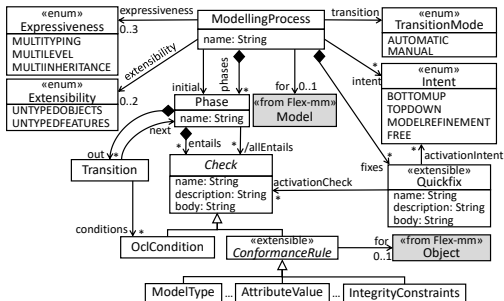 «enum»
Expressiveness
MULTITYPING
MULTILEVEL
MULTIINHERITANCE
expressiveness
0..3
ModellingProcess
name: String
transition
«enum»
TransitionMode
AUTOMATIC
MANUAL
extensibility
0..2
«enum»
Extensibility
UNTYPEDOBJECTS
UNTYPEDFEATURES
initial
phases
*
for
0..1
*
intent
«enum»
Intent
BOTTOMUP
TOPDOWN
MODELREFINEMENT
FREE
Phase
name: String
«from Flex-mm»
Model
out
*
next
*
entails
*
/allEntails
fixes
*
*
activationIntent
Transition
Check
name: String
description: String
body: String
activationCheck
*
«extensible»
Quickfix
name: String
description: String
body: String
conditions
*
OclCondition
«extensible»
ConformanceRule
for
0..1
«from Flex-mm»
Object
ModelType
...
AttributeValue
...
IntegrityConstraints